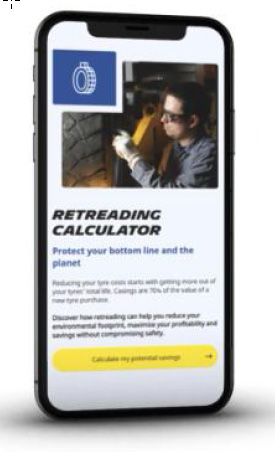 RETREADING
CALCULATOR
Protect your bottom line and the
planet
Reducing your tyre costs starts with getting more out of
your tyres' total life. Casings are 70% of the value of a
new tyre purchase.
Discover how retreading can help you reduce your
environmental footprint, maximise your profitability and
savings without compromising safety.
Calculate my potential savings